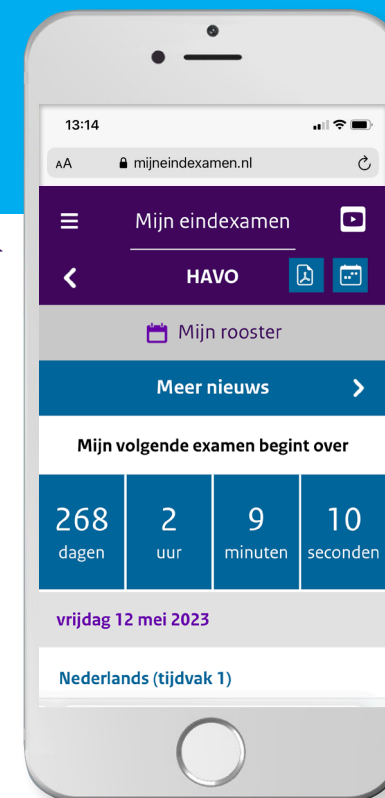 13:14
AA mijneindexamen.nl
Mijn eindexamen
HAVO
Mijn rooster
Meer nieuws
Mijn volgende examen begint over
268 2 9 10
dagen uur minuten seconden
vrijdag 12 mei 2023
Nederlands (tijdvak 1)